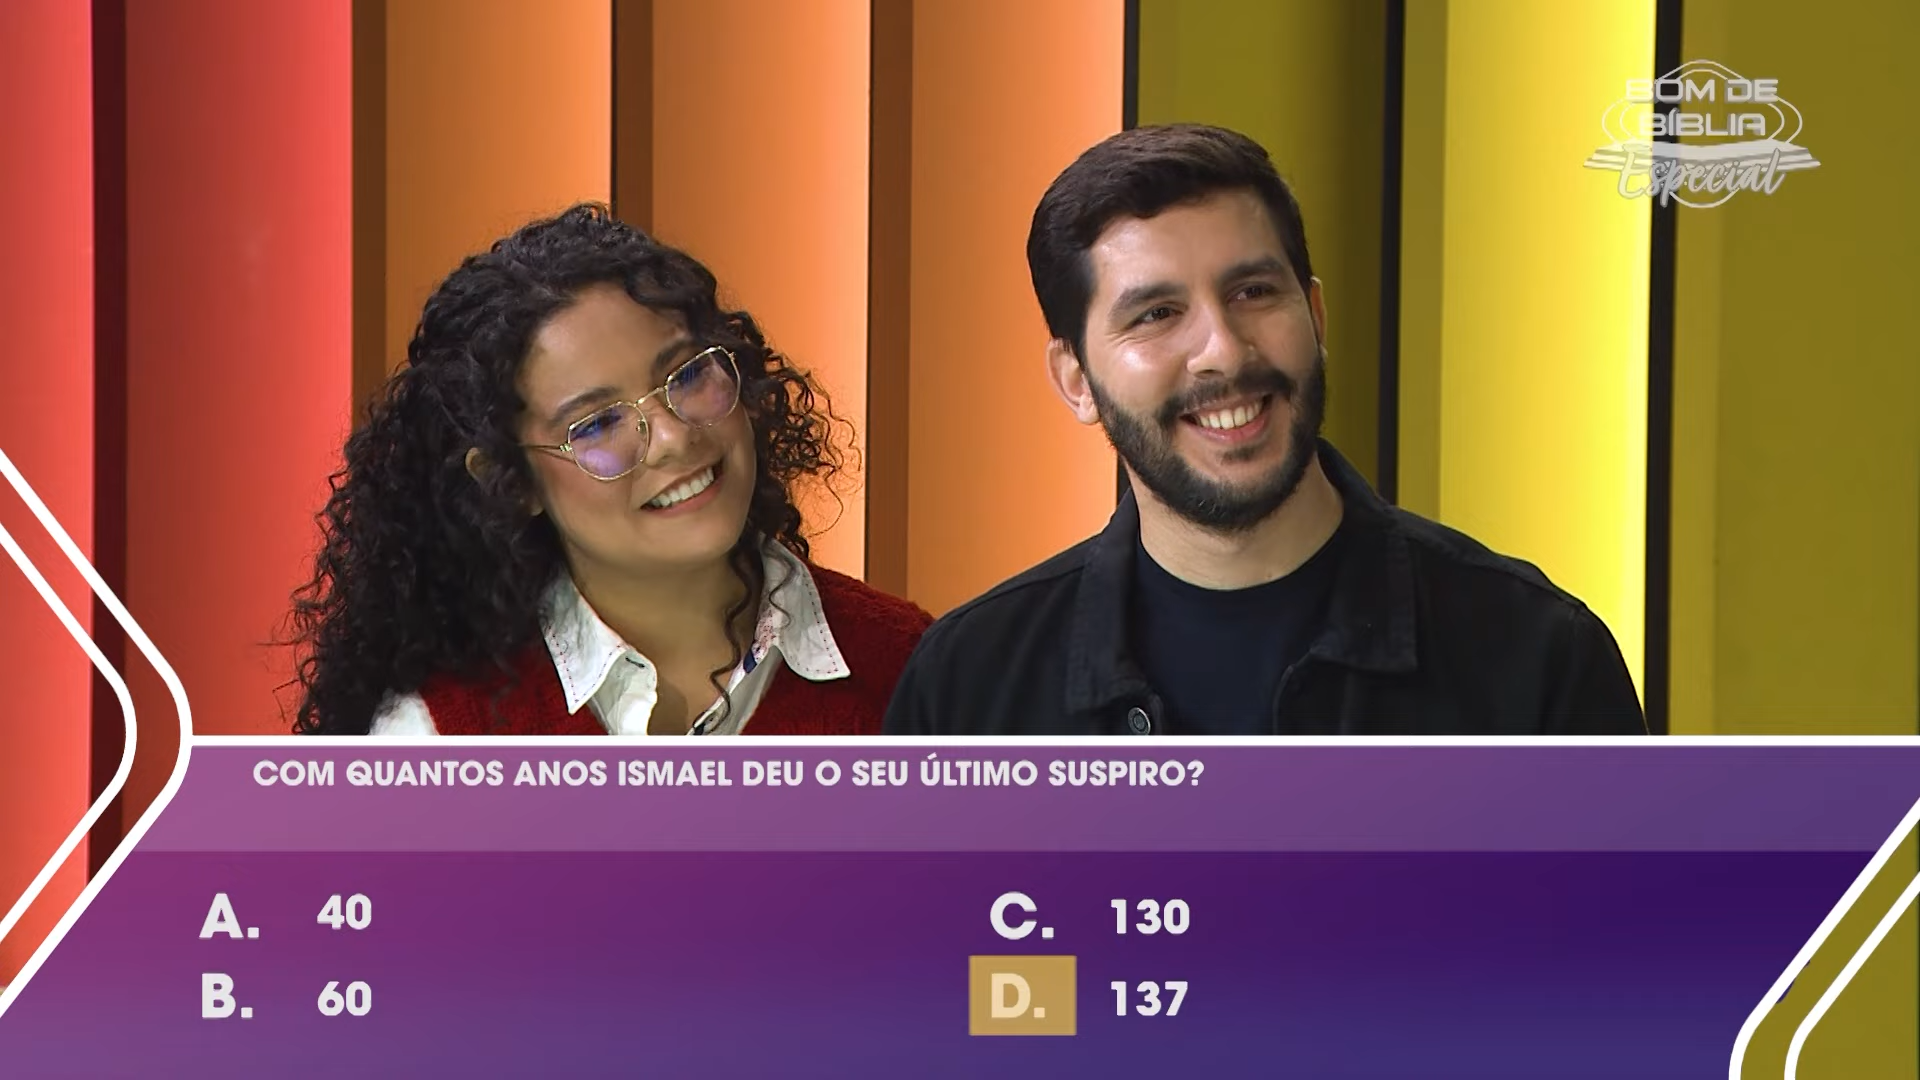 BOM DE
BÍBLIA
Especial
COM QUANTOS ANOS ISMAEL DEU O SEU ÚLTIMO SUSPIRO?
A. 40
B. 60
C. 130
D. 137